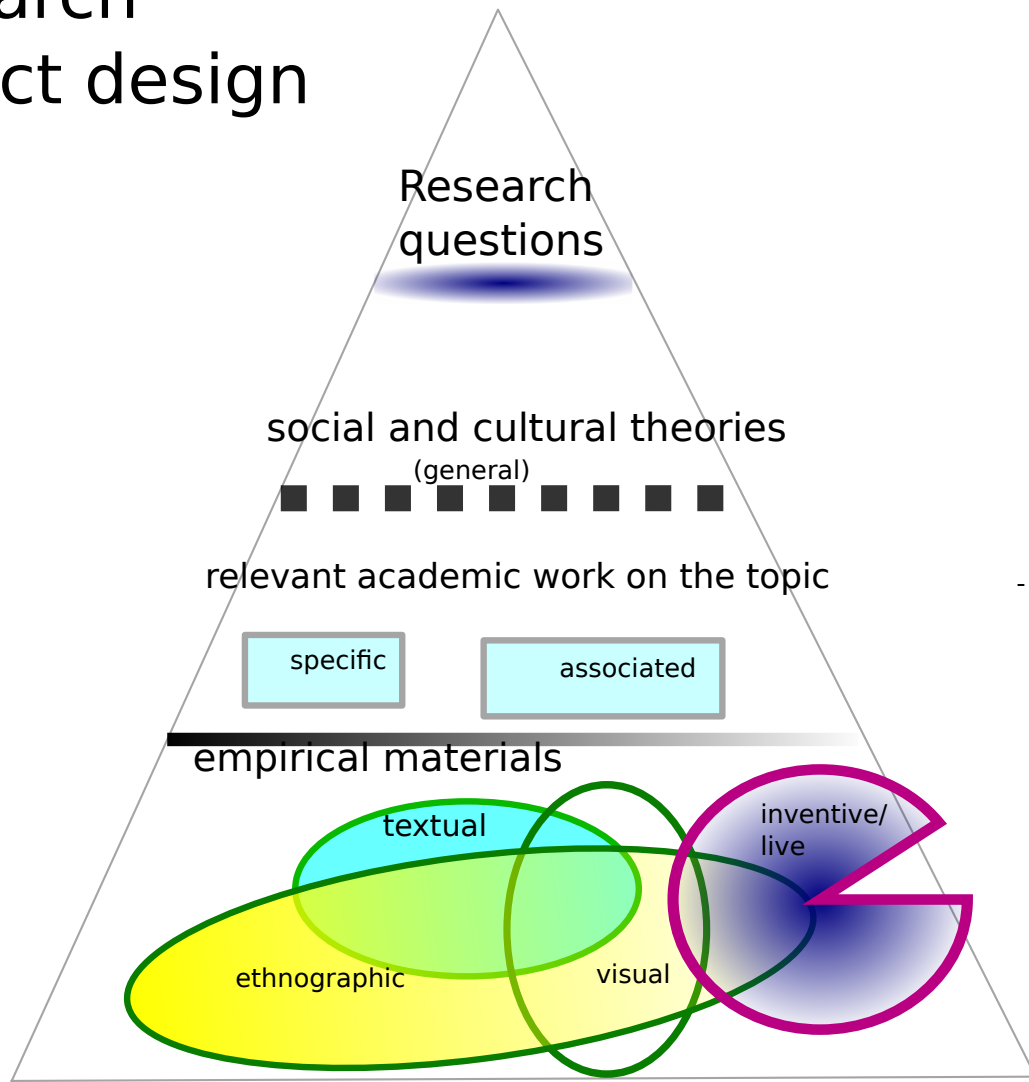 arch
ct design
Research
questions
social and cultural theories
(general)
relevant academic work on the topic
-
specific
associated
empirical materials
textual
inventive/
live
ethnographic
visual